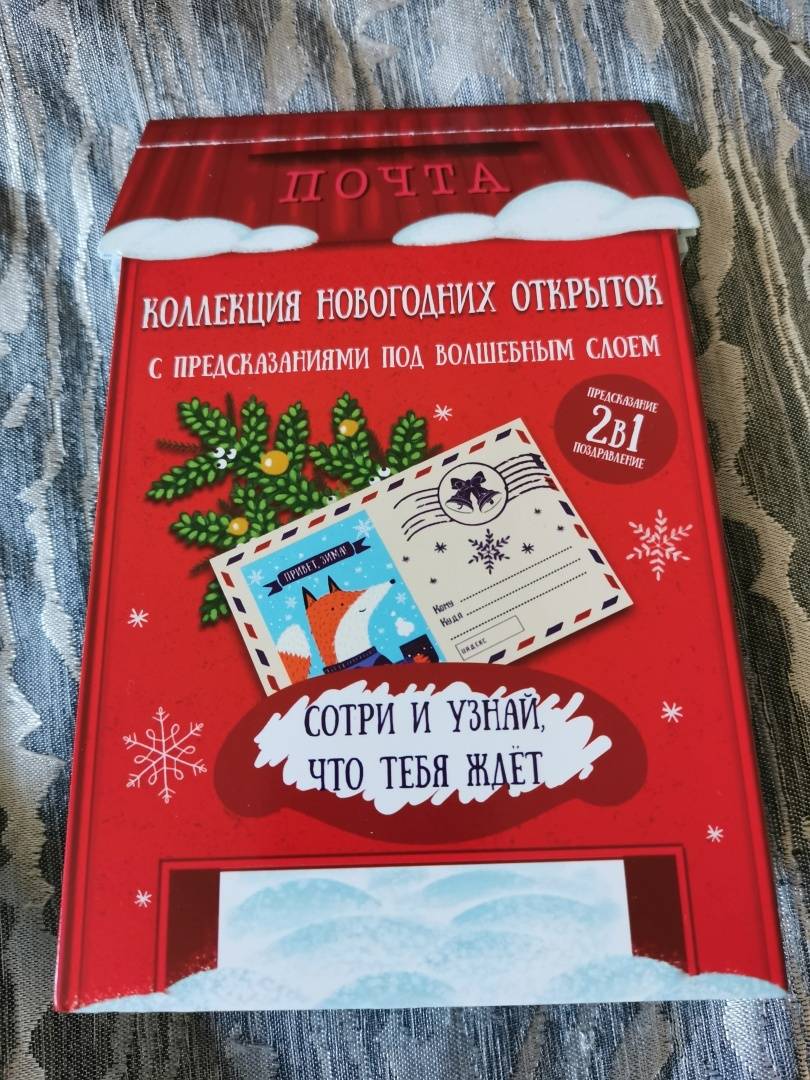 ПОЧТА
КОЛЛЕКЦИЯ НОВОГОДНИХ ОТКРЫТОК
С ПРЕДСКАЗАНИЯМИ ПОД ВОЛШЕБНЫМ СЛОЕМ
ПРЕДСКАЗАНИЕ
2В1
ПОЗДРАВЛЕНИЕ
ПРИВЕТ, ЗИМА!
Кому
Куда
ИНДЕКС
СОТРИ И УЗНАЙ,
ЧТО ТЕБЯ ЖДЁТ